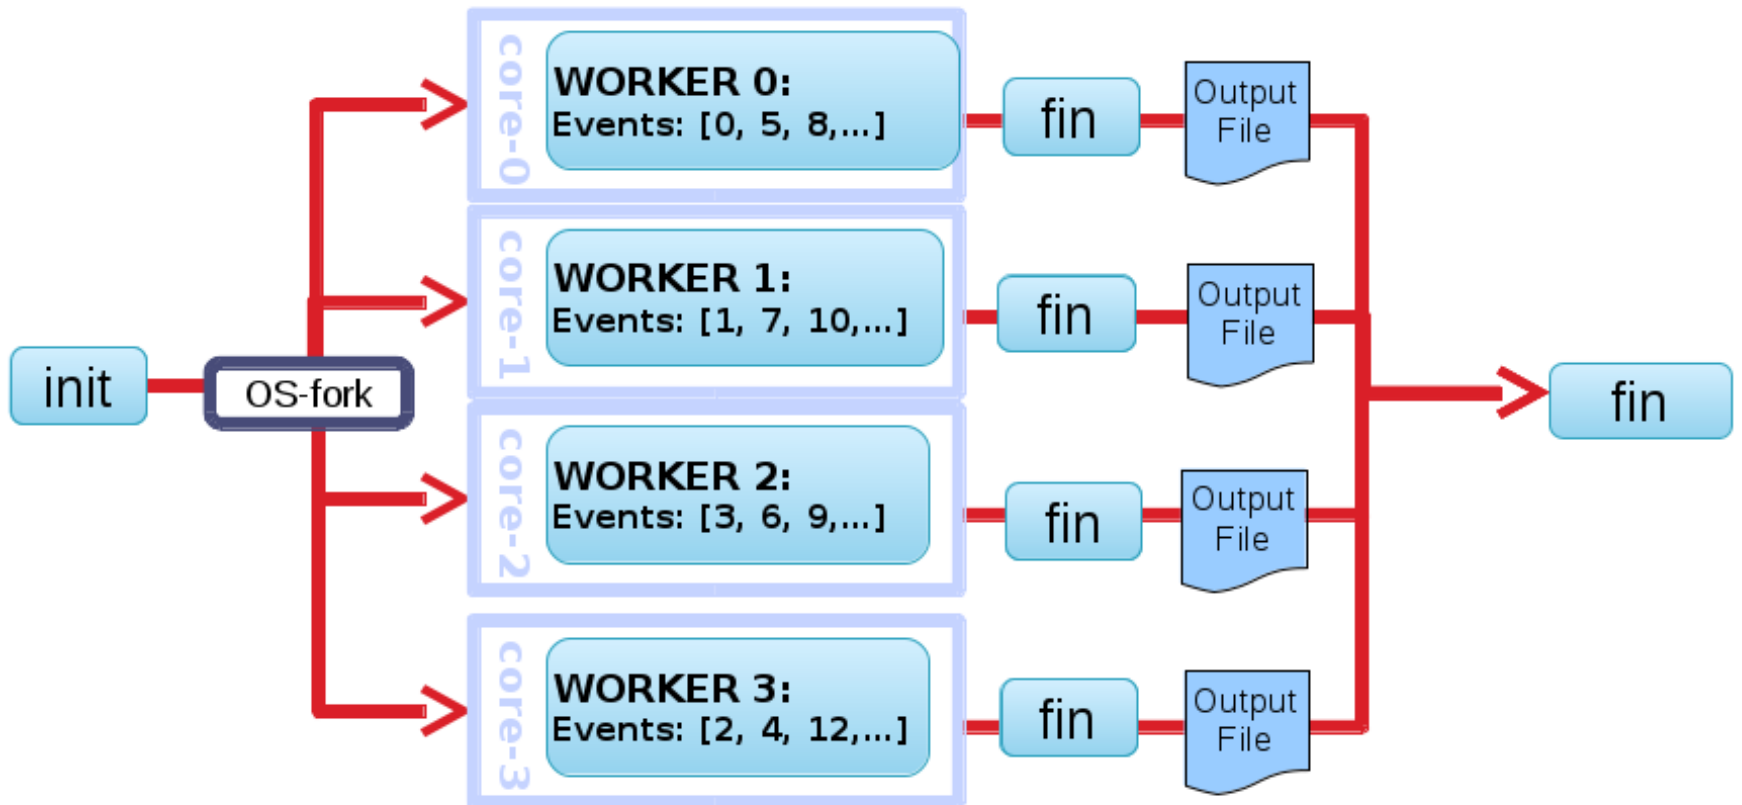 init
OS-fork
core-0
WORKER 0:
Events: [0, 5, 8,...]
fin
Output
File
core-1
WORKER 1:
Events: [1, 7, 10,...]
fin
Output
File
core-2
WORKER 2:
Events: [3, 6, 9,...]
fin
Output
File
core-3
WORKER 3:
Events: [2, 4, 12,...]
fin
Output
File
fin